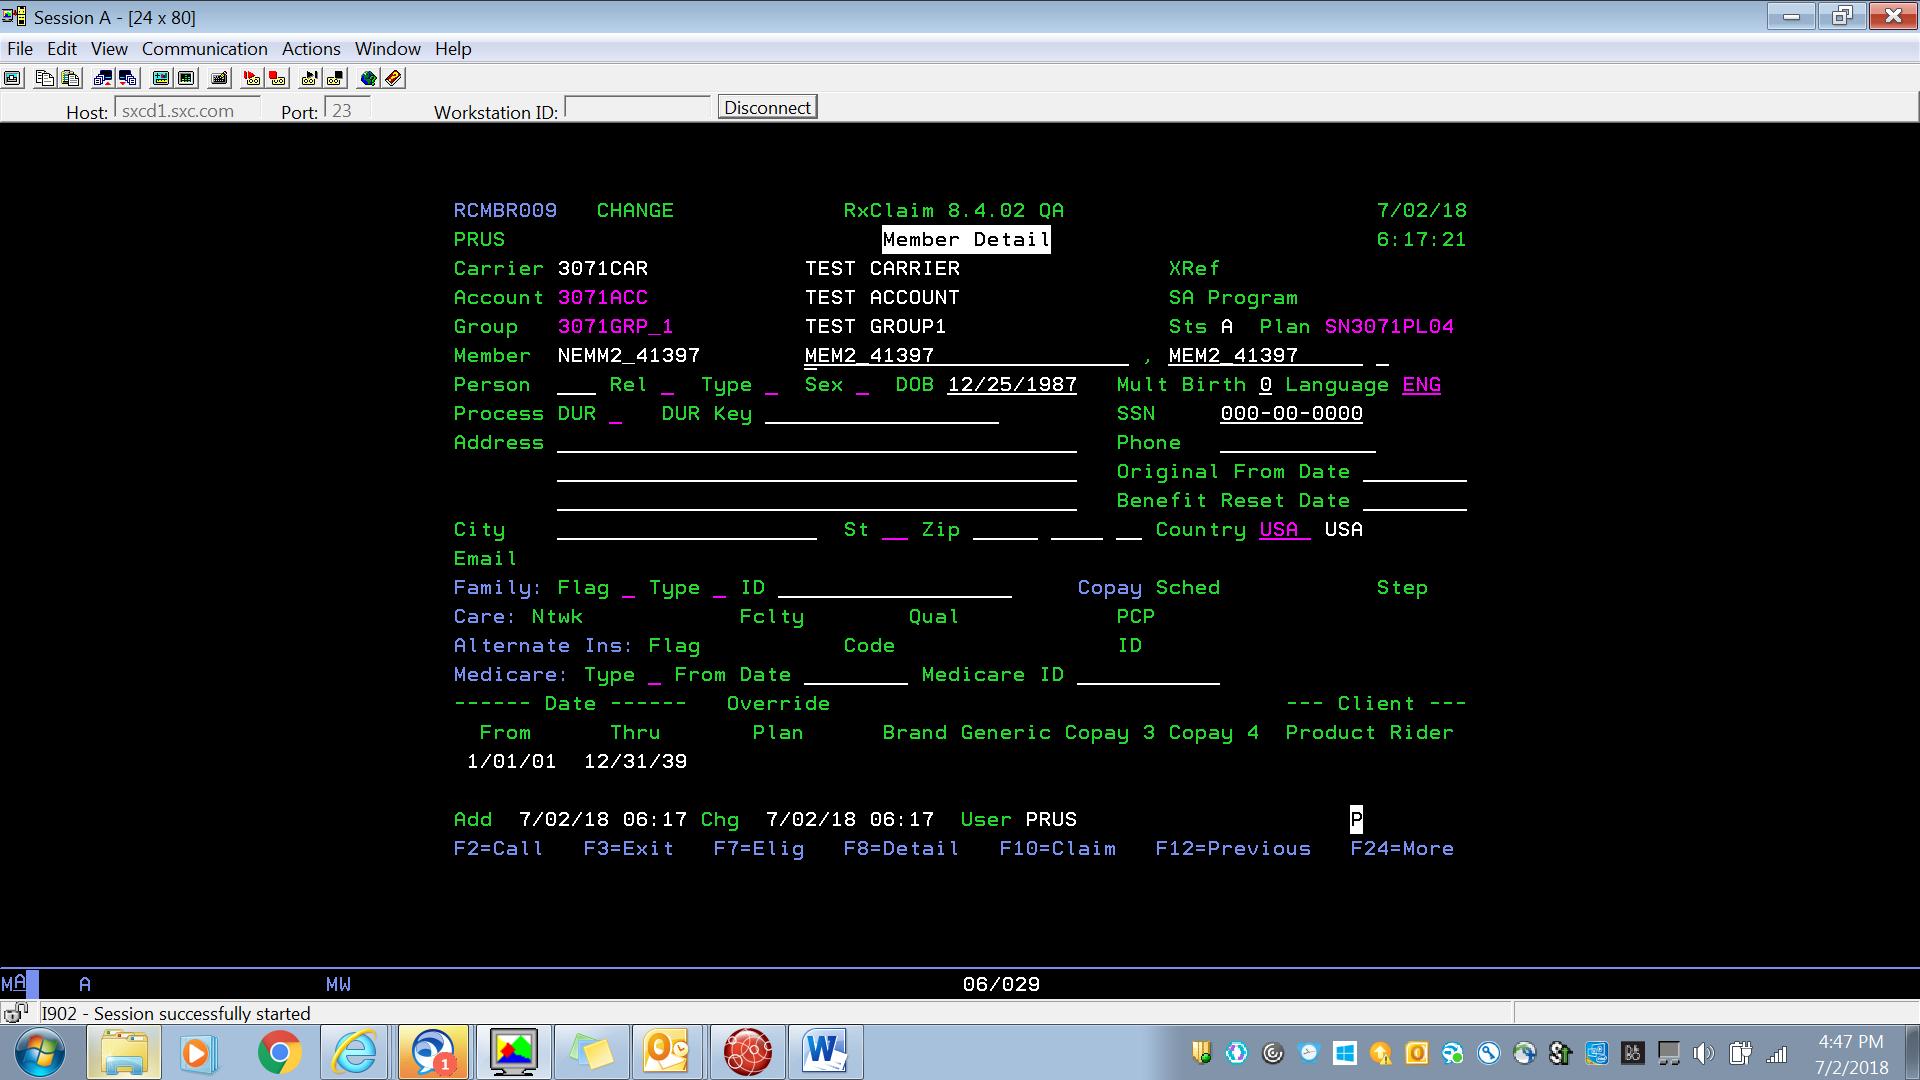 Session A - [24 x 80]
File Edit View Communication Actions Window Help
Host: sxcd1.sxc.com Port: 23 Workstation ID: Disconnect
RCMBR009 CHANGE RxClaim 8.4.02 QA 7/02/18
PRUS Member Detail 6:17:21
Carrier 3071CAR TEST CARRIER XRef
Account 3071ACC TEST ACCOUNT SA Program
Group 3071GRP_1 TEST GROUP1 Sts A Plan SN3071PL04
Member NEMM2_41397 MEM2_41397 , MEM2_41397
Person Rel Type Sex DOB 12/25/1987 Mult Birth 0 Language ENG
Process DUR DUR Key SSN 000-00-0000
Address Phone
Original From Date
Benefit Reset Date
City St Zip Country USA USA
Email
Family: Flag Type ID Copay Sched Step
Care: Ntwk Fclty Qual PCP
Alternate Ins: Flag Code ID
Medicare: Type From Date Medicare ID
------ Date ------ Override --- Client ---
From Thru Plan Brand Generic Copay 3 Copay 4 Product Rider
1/01/01 12/31/39
Add 7/02/18 06:17 Chg 7/02/18 06:17 User PRUS P
F2=Call F3=Exit F7=Elig F8=Detail F10=Claim F12=Previous F24=More
MA A MW 06/029
I902 - Session successfully started
1
4:47 PM
7/2/2018